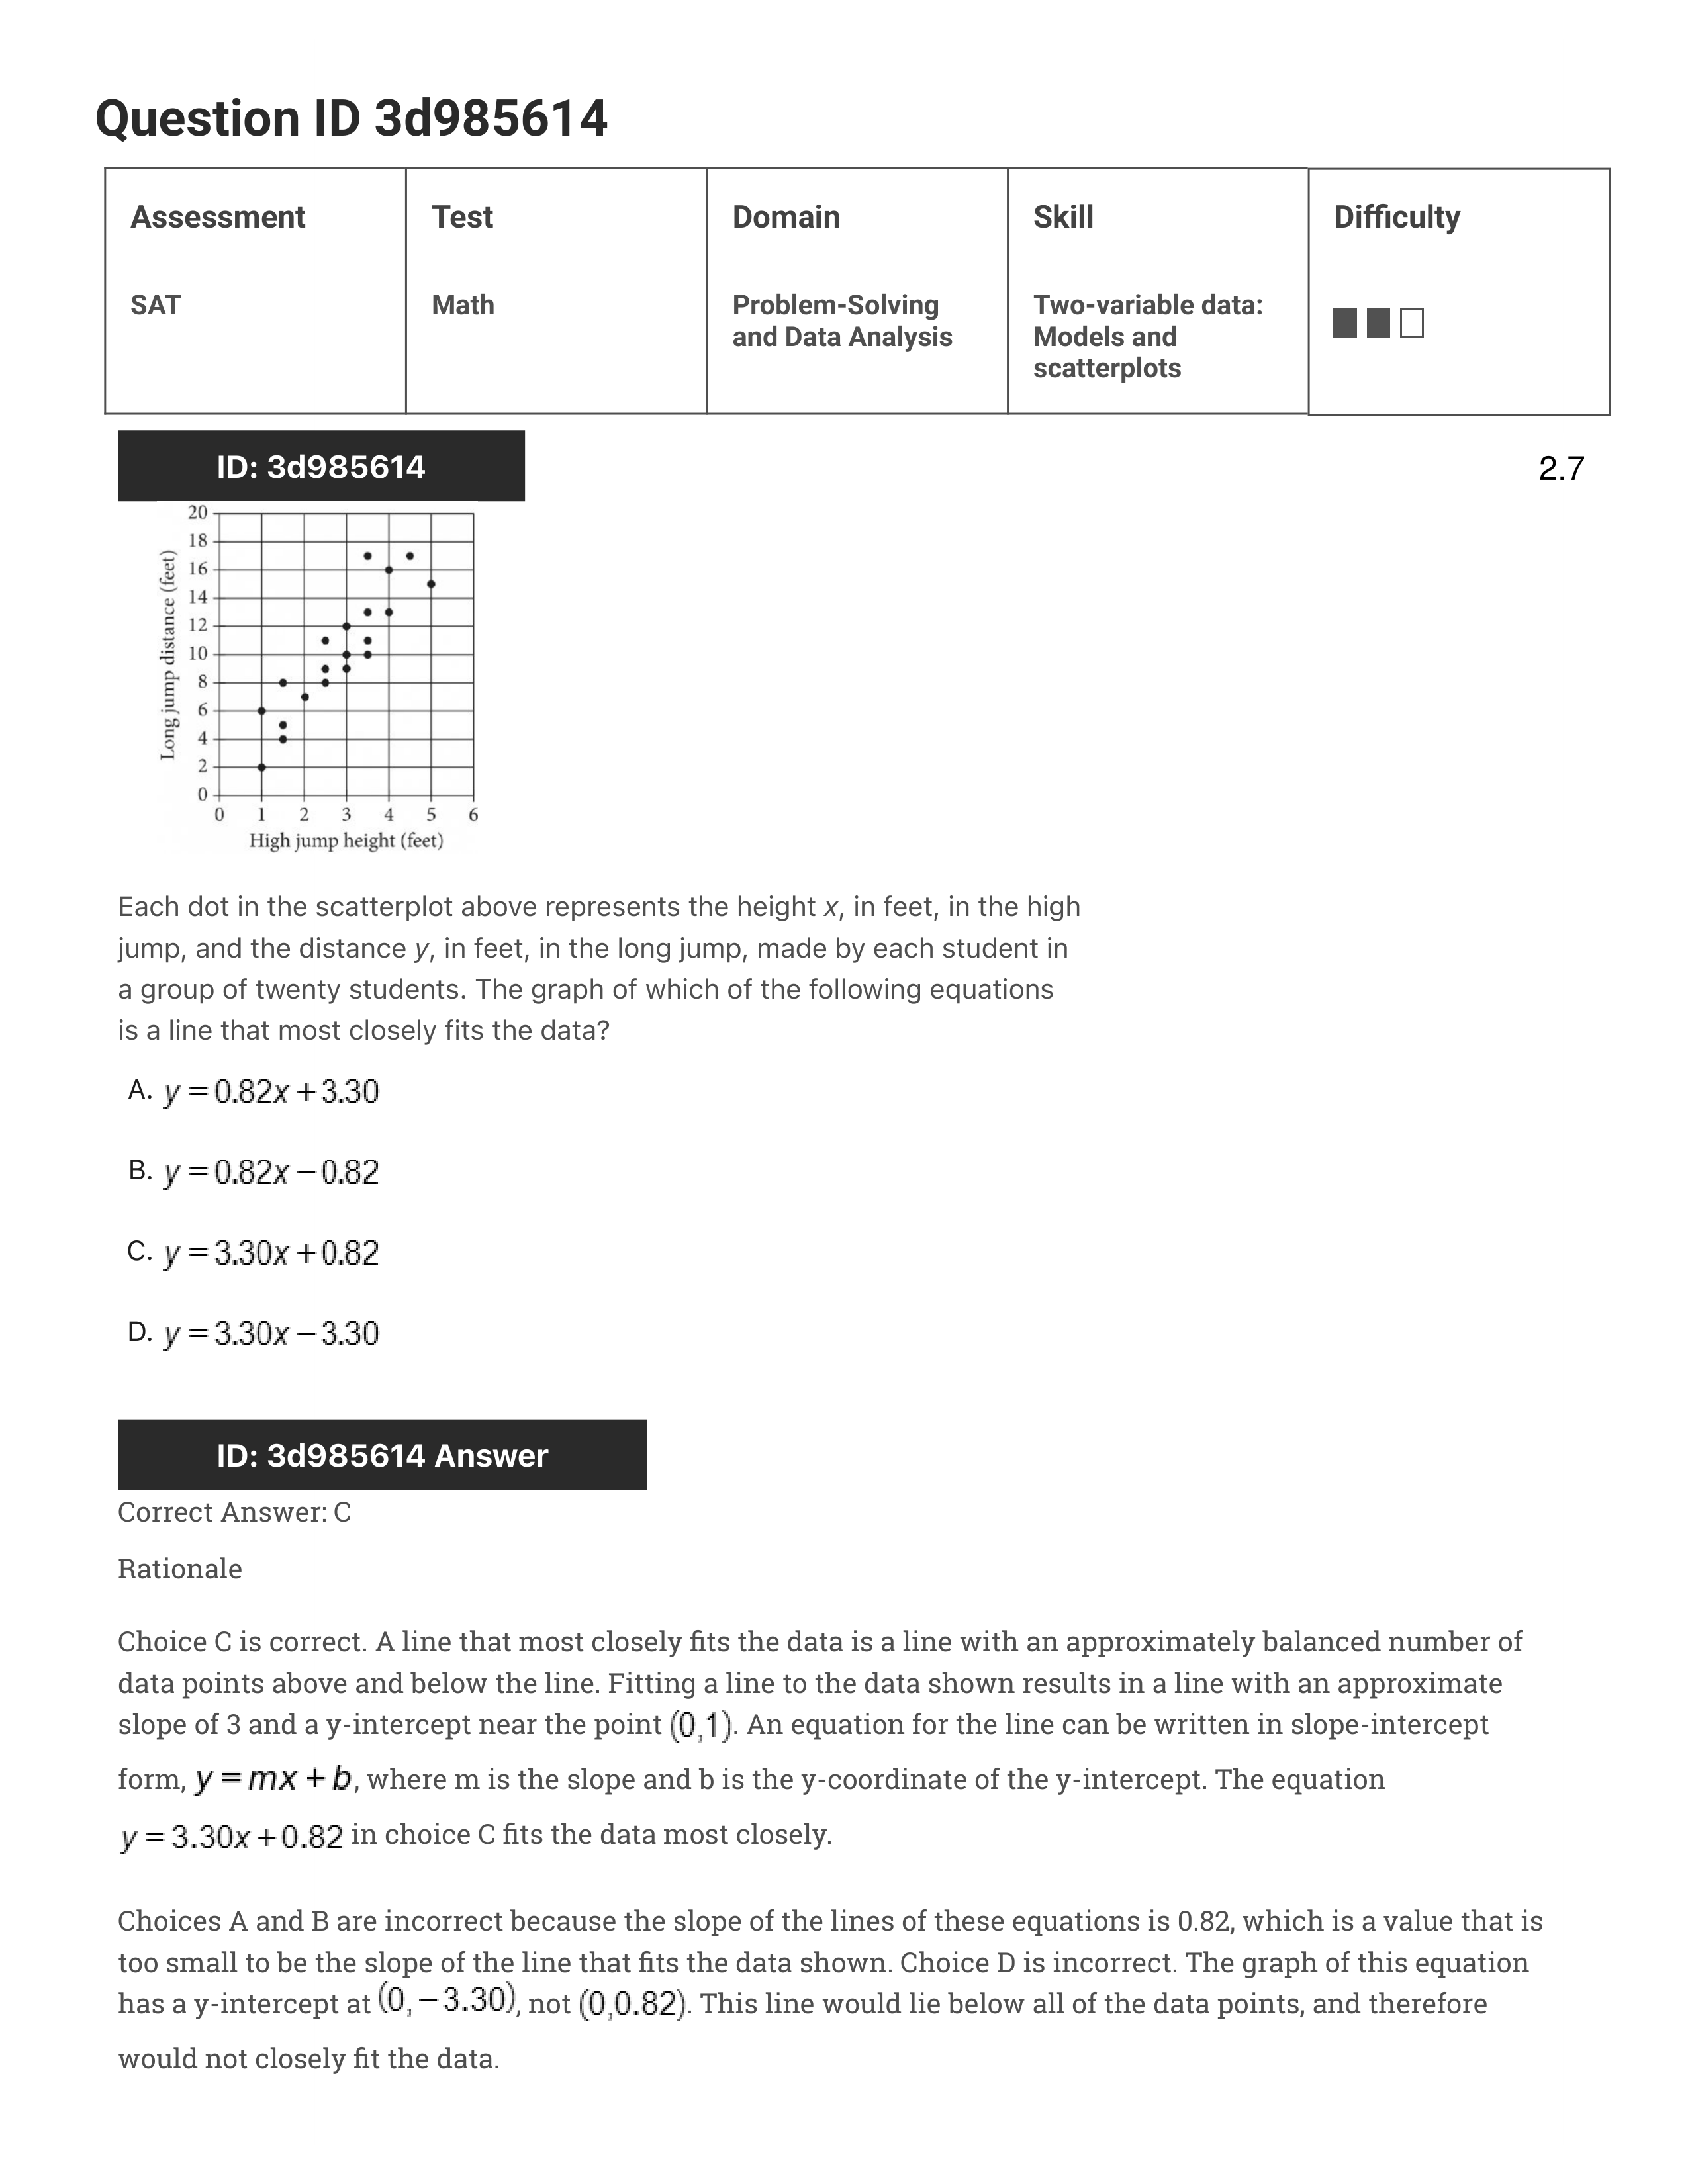 Question ID 3d985614
Assessment Test Domain Skill Difficulty
SAT Math Problem-Solving and Data Analysis Two-variable data: Models and scatterplots
ID: 3d985614
2.7
20
18
16
14
12
10
8
6
4
2
0
Long jump distance (feet)
0 1 2 3 4 5 6
High jump height (feet)
Each dot in the scatterplot above represents the height x, in feet, in the high
jump, and the distance y, in feet, in the long jump, made by each student in
a group of twenty students. The graph of which of the following equations
is a line that most closely fits the data?
A. y = 0.82x + 3.30
B. y = 0.82x − 0.82
C. y = 3.30x + 0.82
D. y = 3.30x − 3.30
ID: 3d985614 Answer
Correct Answer: C
Rationale
Choice C is correct. A line that most closely fits the data is a line with an approximately balanced number of
data points above and below the line. Fitting a line to the data shown results in a line with an approximate
slope of 3 and a y-intercept near the point (0,1). An equation for the line can be written in slope-intercept
form, y = mx + b, where m is the slope and b is the y-coordinate of the y-intercept. The equation
y = 3.30x + 0.82 in choice C fits the data most closely.
Choices A and B are incorrect because the slope of the lines of these equations is 0.82, which is a value that is
too small to be the slope of the line that fits the data shown. Choice D is incorrect. The graph of this equation
has a y-intercept at (0, − 3.30), not (0,0.82). This line would lie below all of the data points, and therefore
would not closely fit the data.